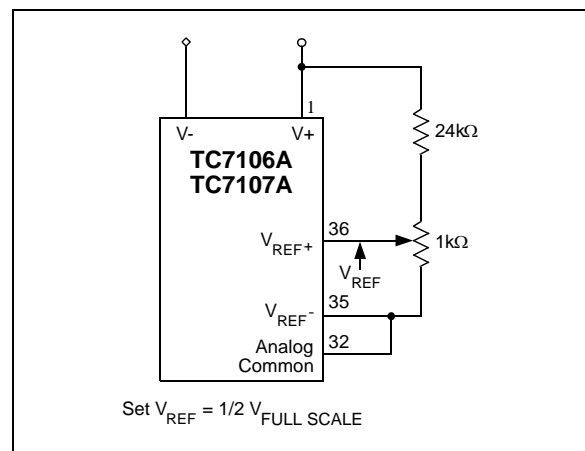 1
V-
V+
TC7106A
TC7107A
24kΩ
36
VREF+
1kΩ
VREF
35
VREF-
32
Analog
Common
Set VREF = 1/2 VFULL SCALE